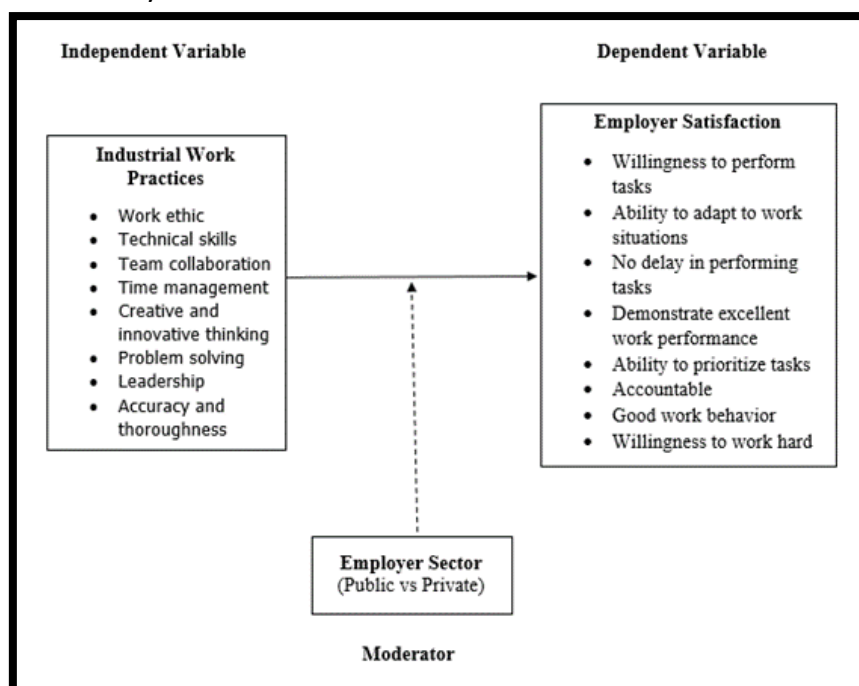 Independent Variable
Dependent Variable
Industrial Work
Practices
• Work ethic
• Technical skills
• Team collaboration
• Time management
• Creative and
innovative thinking
• Problem solving
• Leadership
• Accuracy and
thoroughness
Employer Satisfaction
• Willingness to perform
tasks
• Ability to adapt to work
situations
• No delay in performing
tasks
• Demonstrate excellent
work performance
• Ability to prioritize tasks
• Accountable
• Good work behavior
• Willingness to work hard
Employer Sector
(Public vs Private)
Moderator